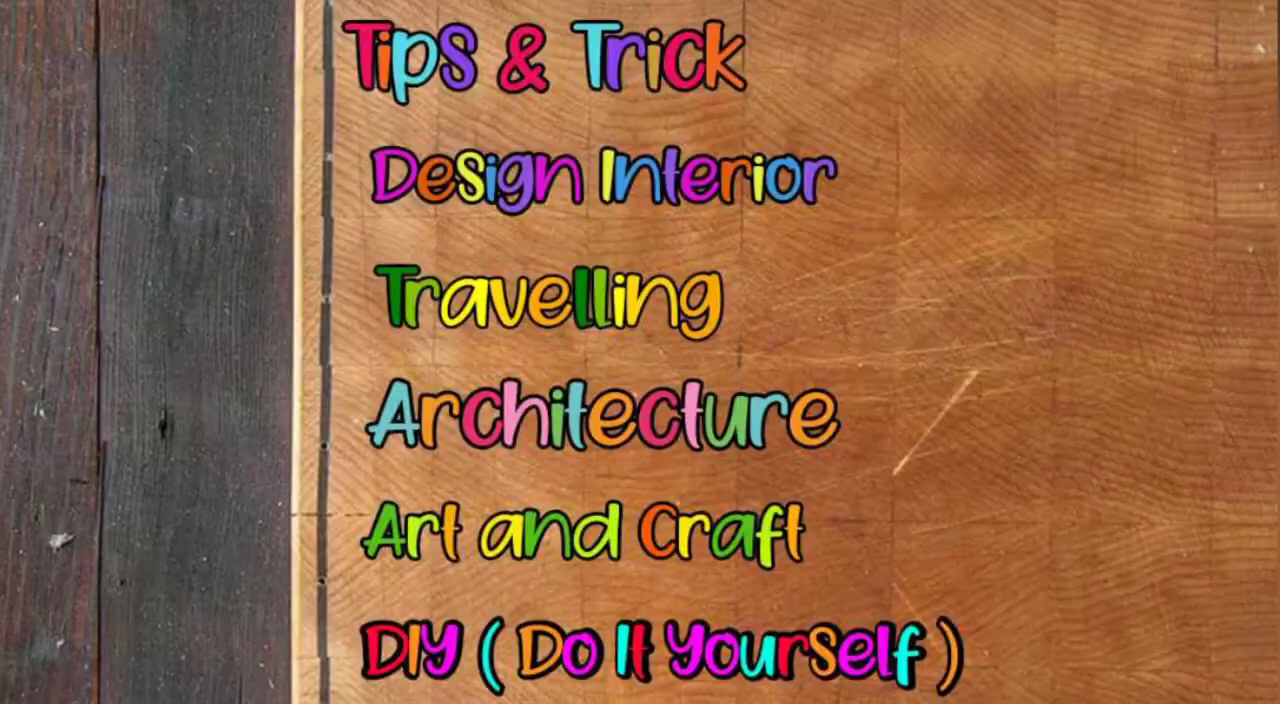 Tips & Trick
Design Interior
Travelling
Architecture
Art and Craft
DIY ( Do It Yourself )